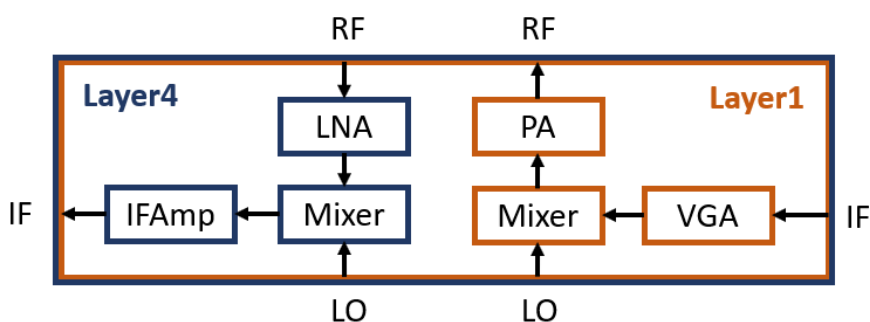 RF RF
Layer4 Layer1
LNA PA
IF IFAmp Mixer Mixer VGA IF
LO LO